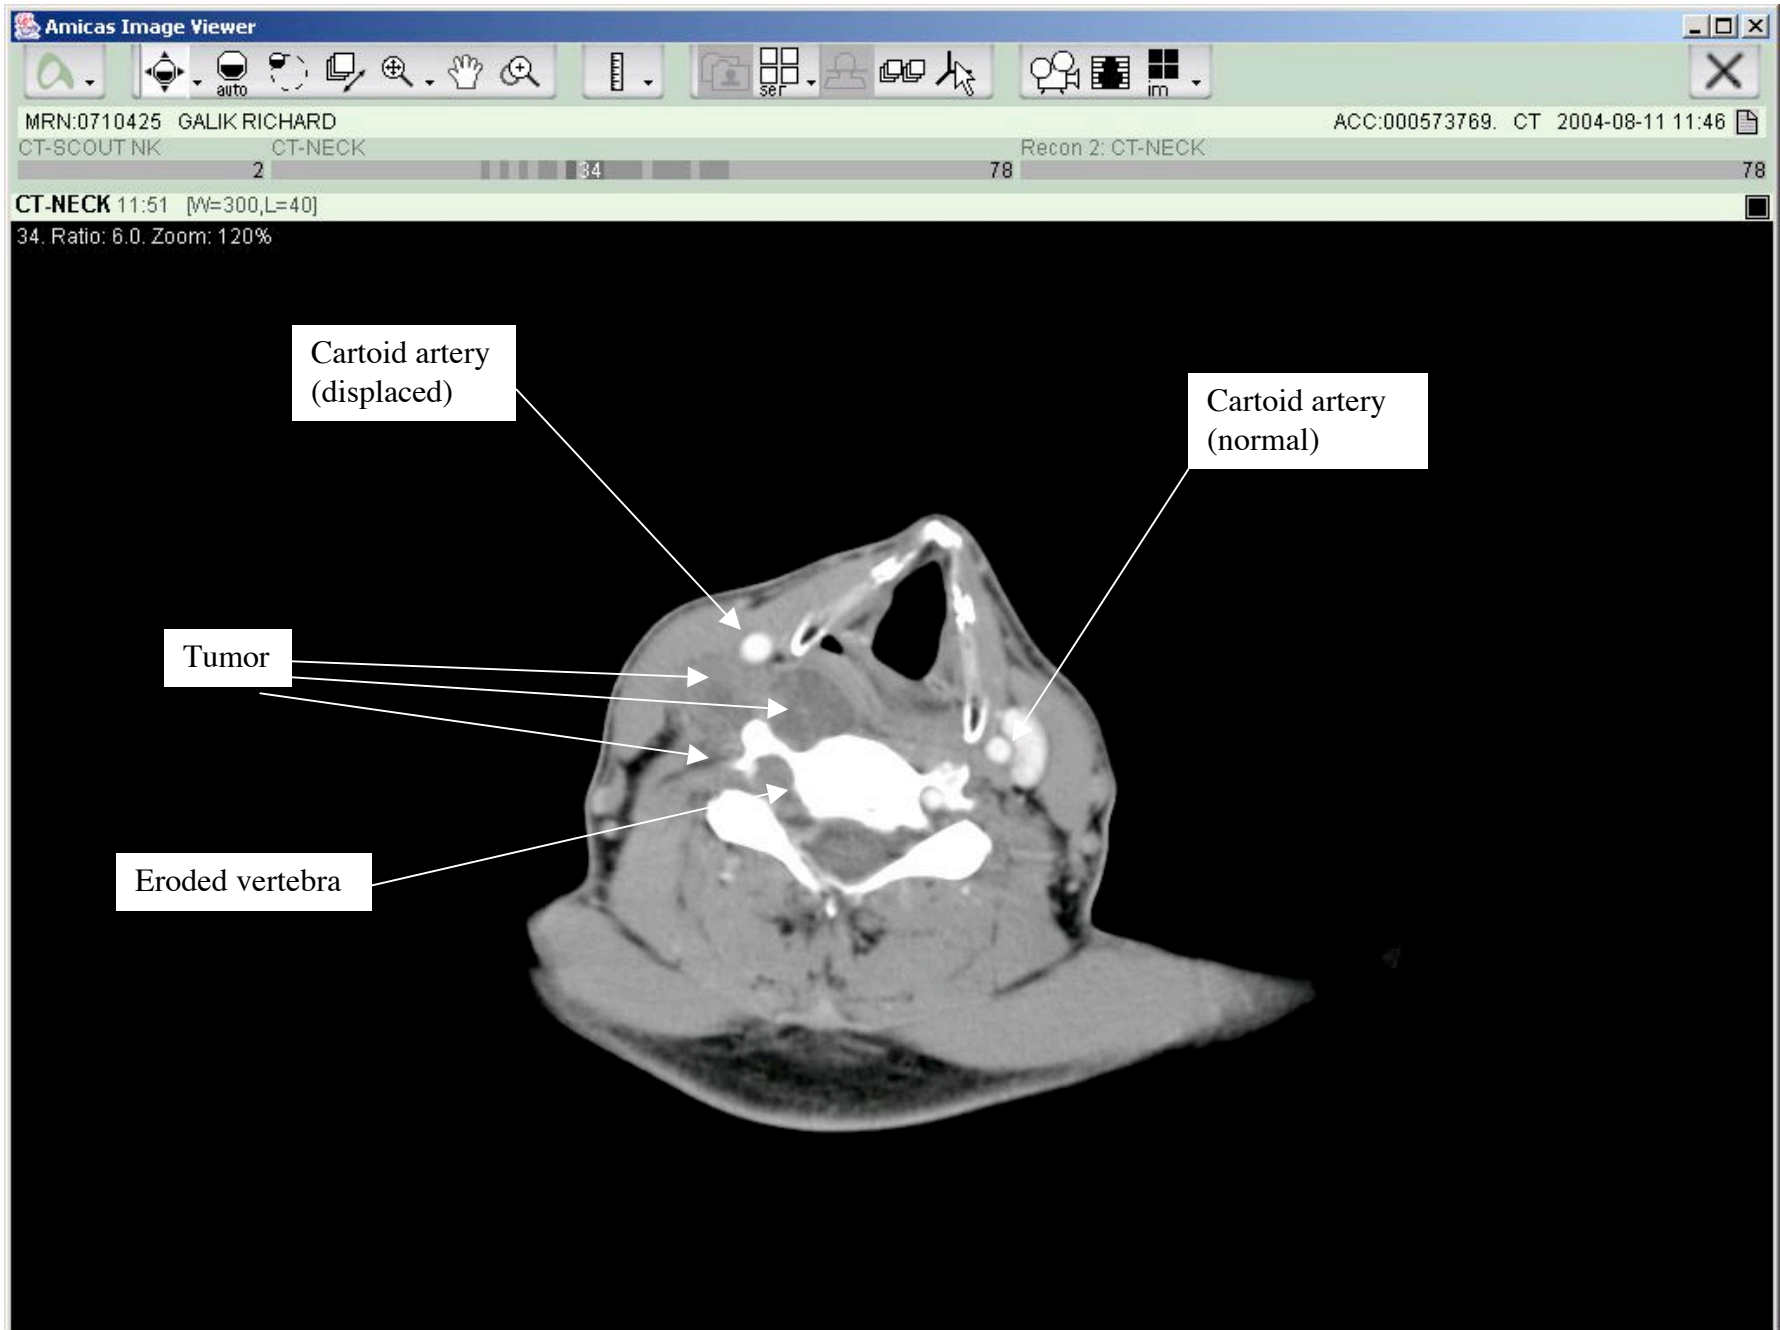 Amicas Image Viewer
auto
ser
im
MRN:0710425 GALIK RICHARD
ACC:000573769. CT 2004-08-11 11:46
CT-SCOUT NK
CT-NECK
Recon 2: CT-NECK
2
34
78
78
CT-NECK 11:51 [W=300,L=40]
34. Ratio: 6.0. Zoom: 120%
Cartoid artery
(displaced)
Cartoid artery
(normal)
Tumor
Eroded vertebra